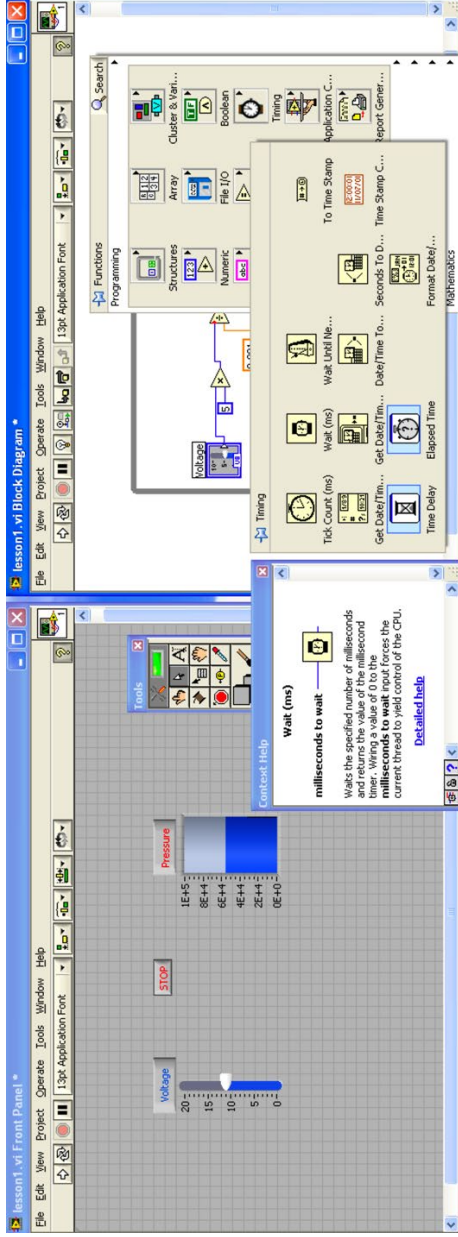 lesson1.vi Front Panel *
File Edit View Project Operate Tools Window Help
13pt Application Font
Voltage
20
15
10
5
0
STOP
Pressure
1E+5
8E+4
6E+4
4E+4
2E+4
0E+0
Tools
Context Help
Wait (ms)
milliseconds to wait
Waits the specified number of milliseconds
and returns the value of the millisecond
timer. Wiring a value of 0 to the
milliseconds to wait input forces the
current thread to yield control of the CPU.
Detailed help
lesson1.vi Block Diagram *
File Edit View Project Operate Tools Window Help
13pt Application Font
Voltage
5
Functions
Search
Programming
Structures
Array
Cluster & Vari...
Numeric
File I/O
Boolean
Timing
Application C...
Report Gener...
Timing
Tick Count (ms)
Wait (ms)
Wait Until Ne...
To Time Stamp
Get Date/Tim...
Get Date/Tim...
Date/Time To...
Seconds To D...
Time Stamp C...
Time Delay
Elapsed Time
Format Date/...
Mathematics